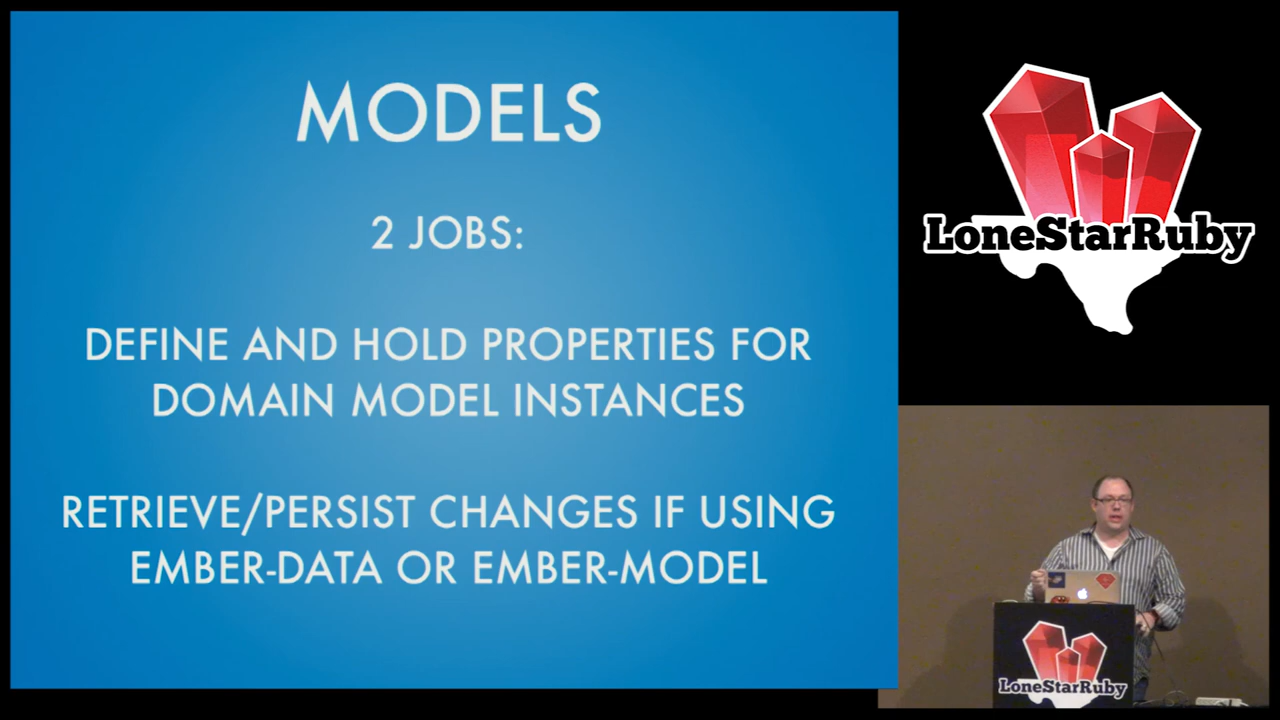 MODELS
2 JOBS:
DEFINE AND HOLD PROPERTIES FOR
DOMAIN MODEL INSTANCES
RETRIEVE/PERSIST CHANGES IF USING
EMBER-DATA OR EMBER-MODEL
LoneStarRuby
LoneStarRuby